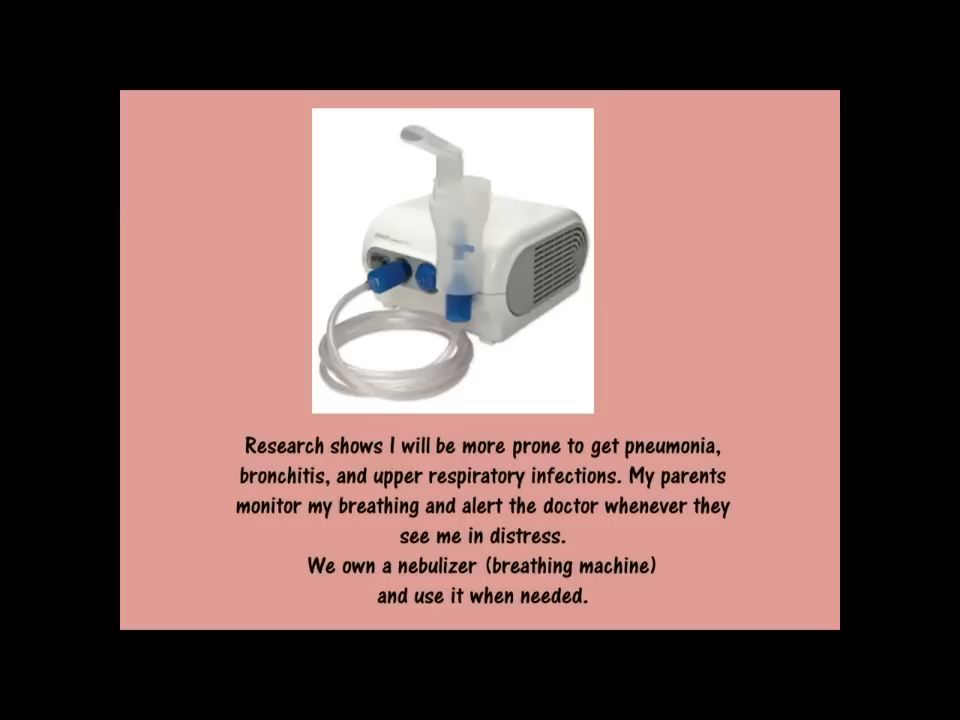 Research shows I will be more prone to get pneumonia,
bronchitis, and upper respiratory infections. My parents
monitor my breathing and alert the doctor whenever they
see me in distress.
We own a nebulizer (breathing machine)
and use it when needed.